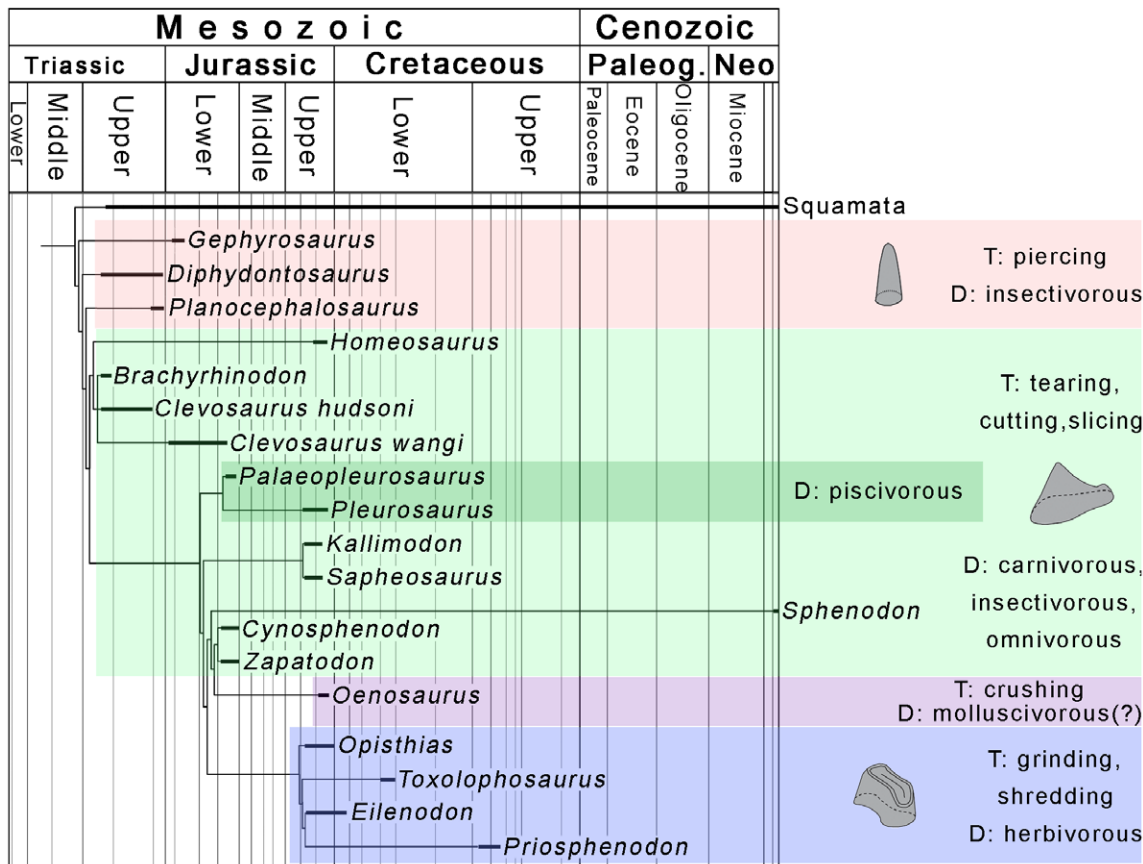 Mesozoic Cenozoic
Triassic Jurassic Cretaceous Paleog. Neo
Lower Middle Upper Lower Middle Upper Lower Upper Paleocene Eocene Oligocene Miocene
Squamata
Gephyrosaurus
T: piercing
Diphydontosaurus
D: insectivorous
Planocephalosaurus
Homeosaurus
Brachyrhinodon
T: tearing,
Clevosaurus hudsoni
cutting,slicing
Clevosaurus wangi
Palaeopleurosaurus
D: piscivorous
Pleurosaurus
Kallimodon
D: carnivorous,
Sapheosaurus
insectivorous,
Sphenodon
omnivorous
Cynosphenodon
Zapatodon
Oenosaurus
T: crushing
D: molluscivorous(?)
Opisthias
T: grinding,
Toxolophosaurus
shredding
Eilenodon
D: herbivorous
Priosphenodon